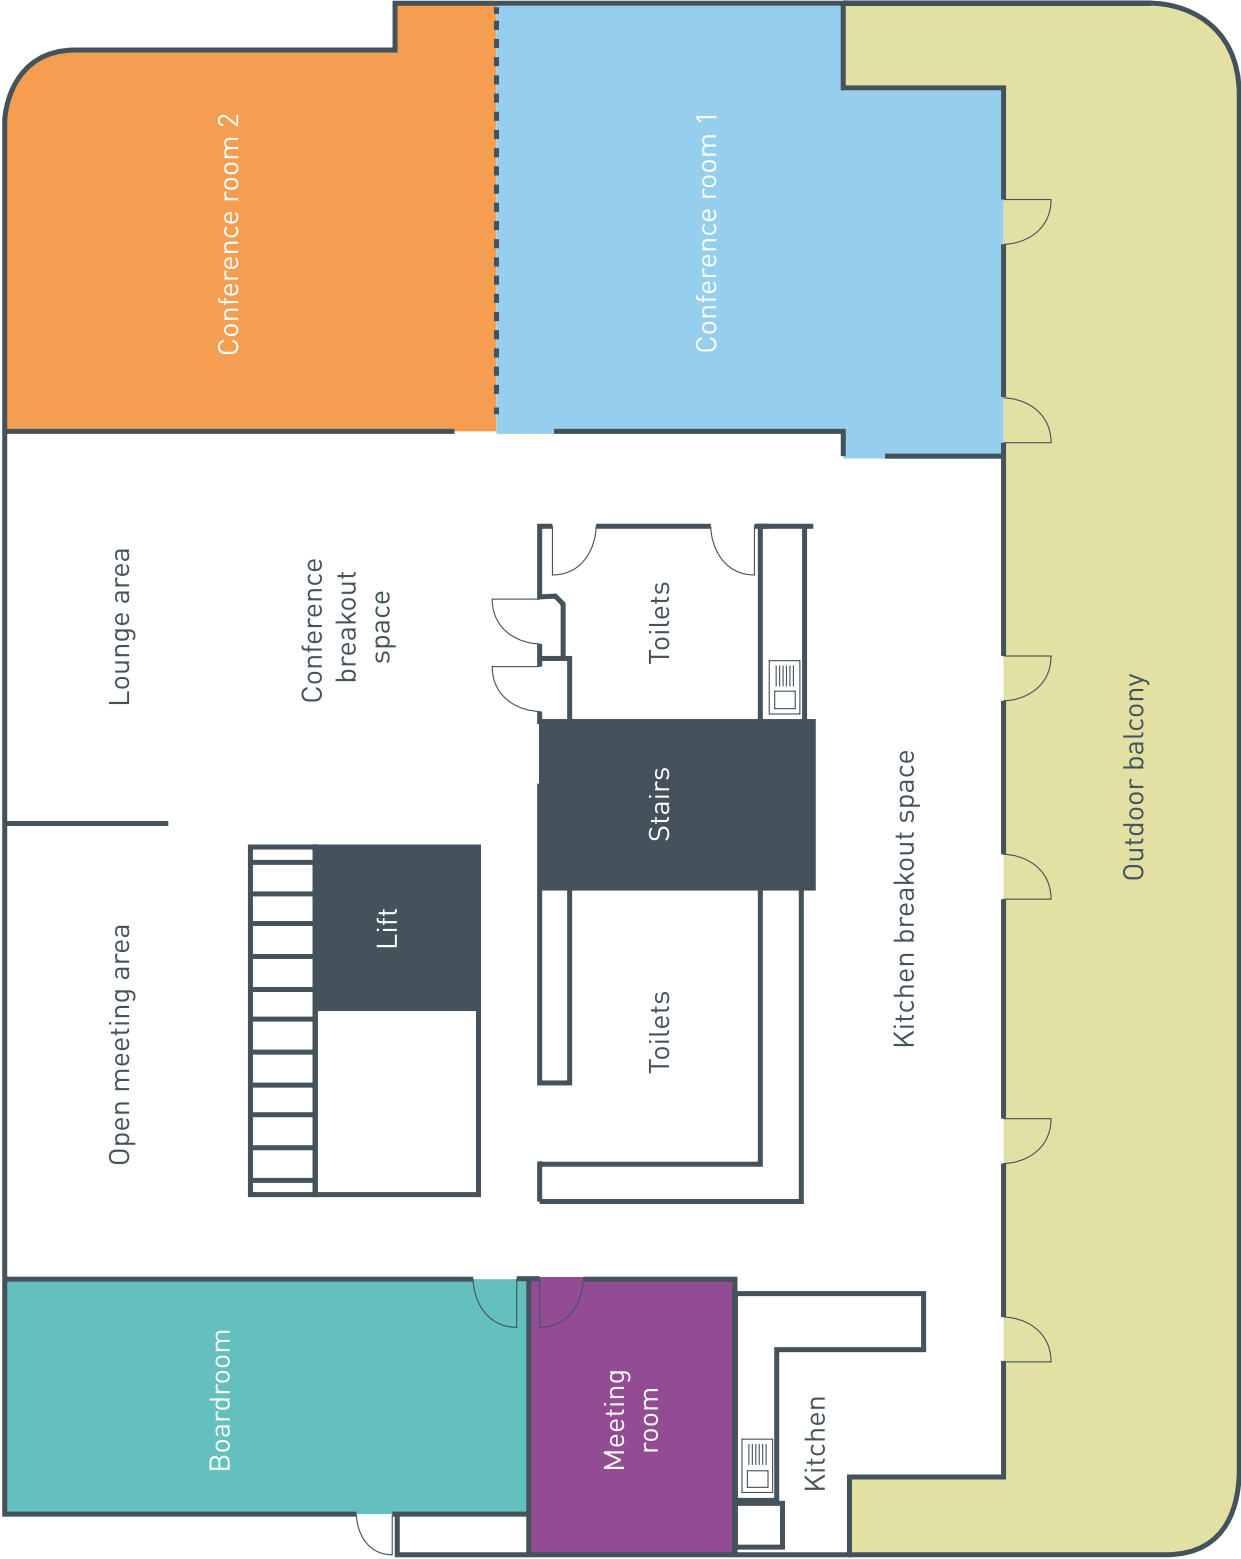 Conference room 2
Conference room 1
Lounge area
Conference
breakout
space
Toilets
Stairs
Outdoor balcony
Kitchen breakout space
Lift
Open meeting area
Toilets
Boardroom
Meeting
room
Kitchen